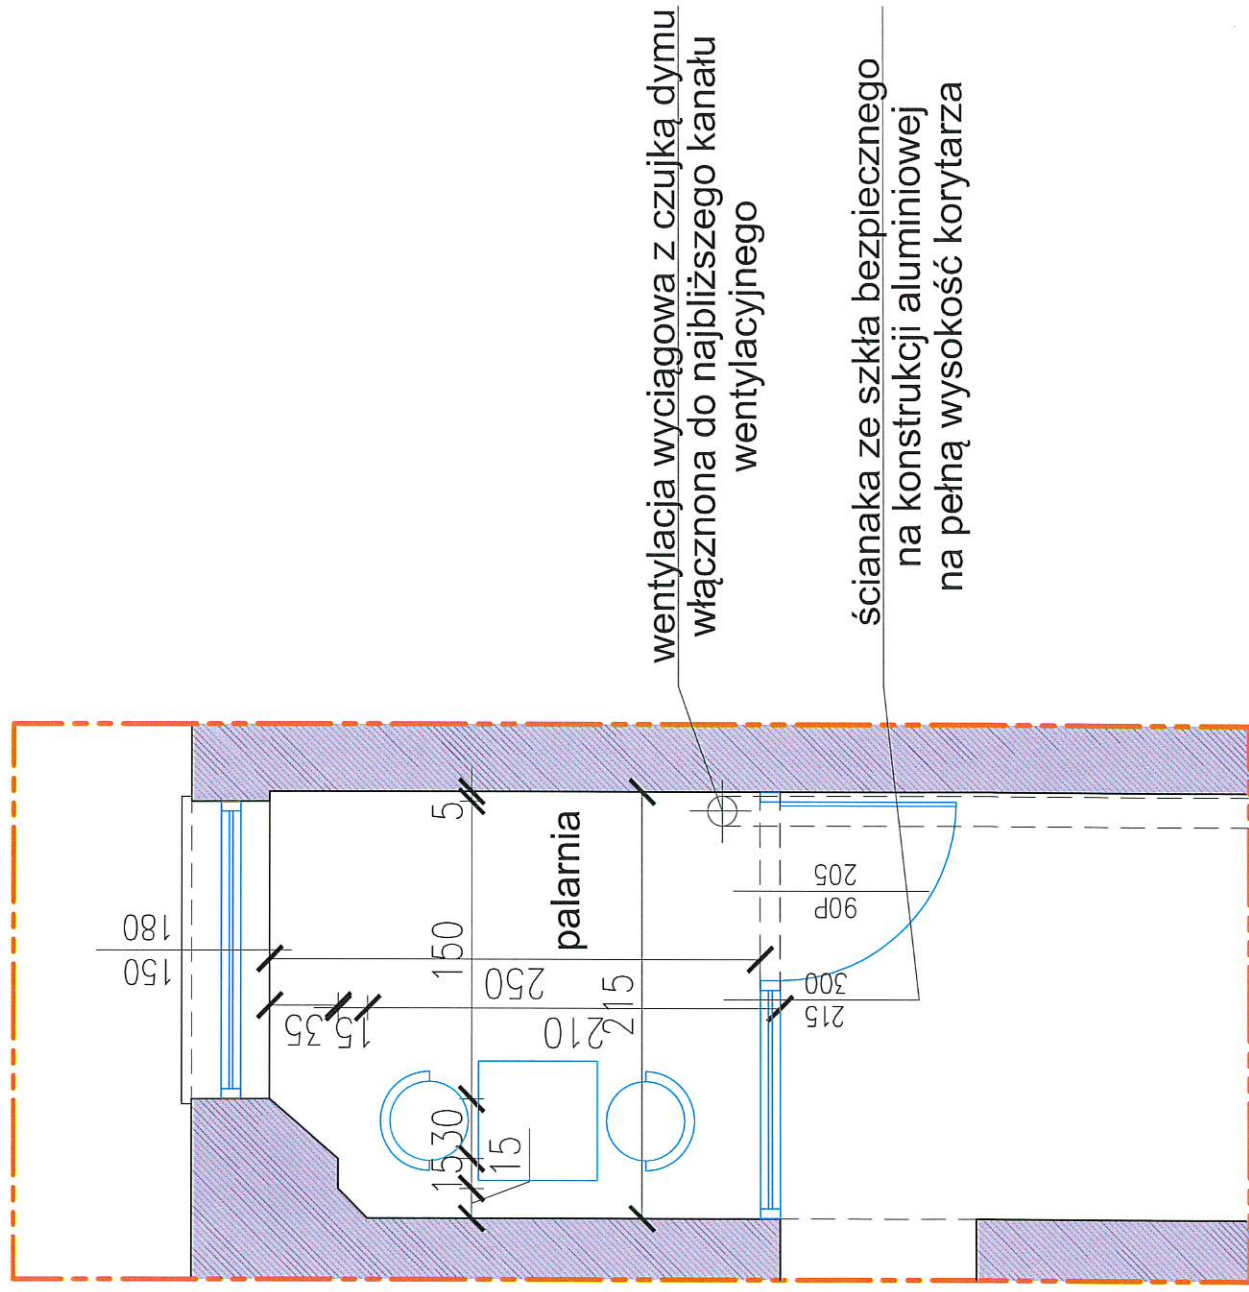 wentylacja wyciągowa z czujką dymu
włącznona do najbliższego kanału
wentylacyjnego
ścianaka ze szkła bezpiecznego
na konstrukcji aluminiowej
na pełną wysokość korytarza
palarnia
180
150
5
150
30
15
15
250
215
35
15
210
205
90P
300
215